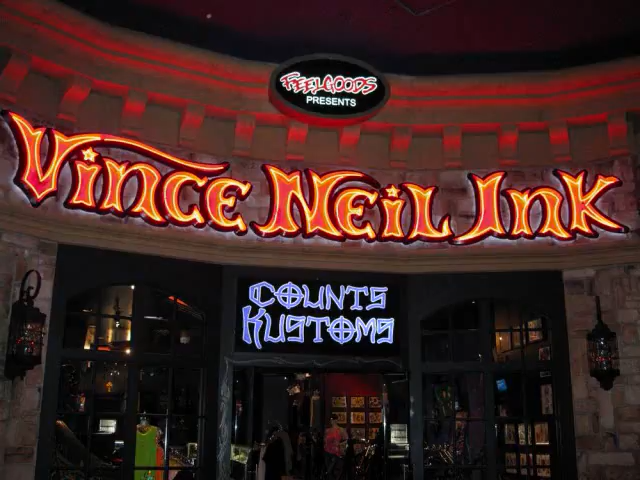 FEELGOODS
PRESENTS
Vince Neil Ink
COUNTS
KUSTOMS